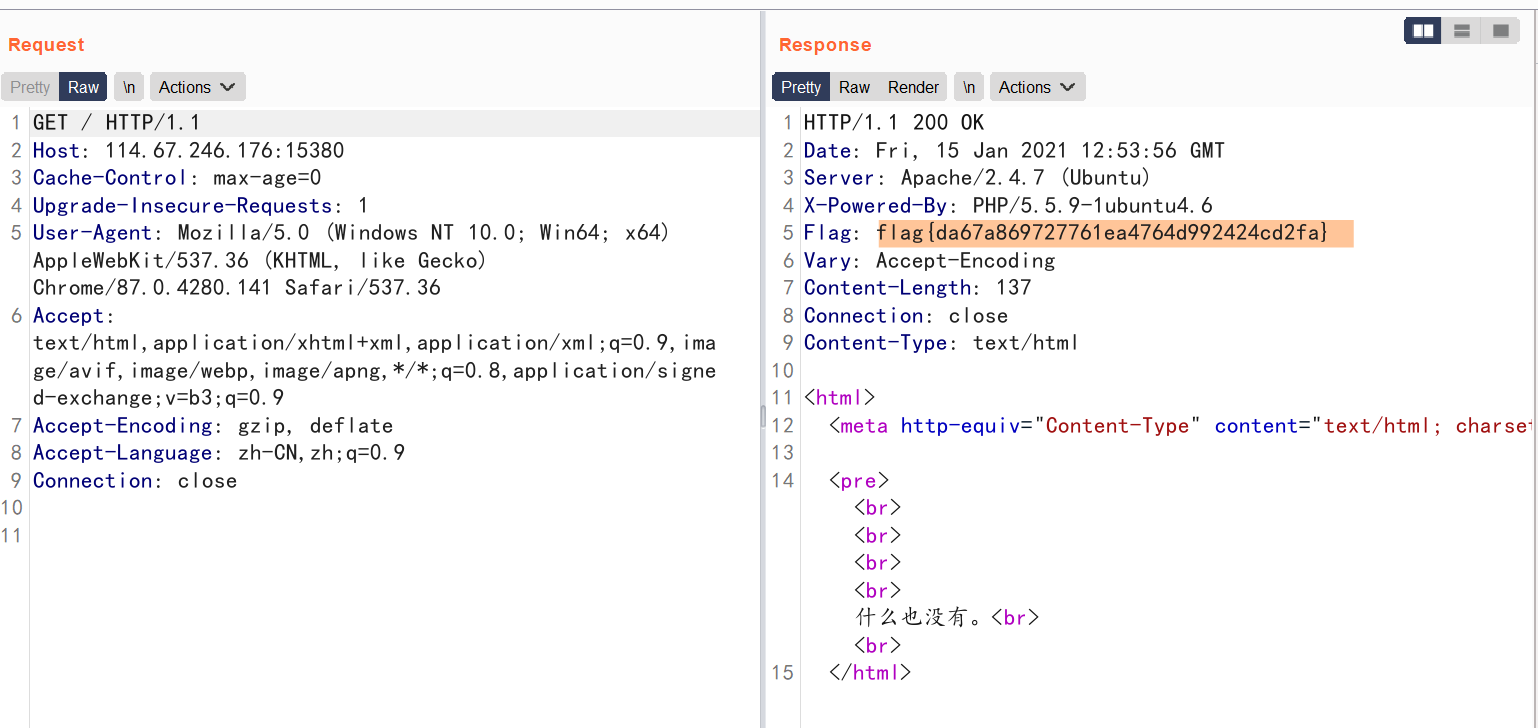 Request
Pretty Raw \n Actions
1 GET / HTTP/1.1
2 Host: 114.67.246.176:15380
3 Cache-Control: max-age=0
4 Upgrade-Insecure-Requests: 1
5 User-Agent: Mozilla/5.0 (Windows NT 10.0; Win64; x64)
AppleWebKit/537.36 (KHTML, like Gecko)
Chrome/87.0.4280.141 Safari/537.36
6 Accept:
text/html,application/xhtml+xml,application/xml;q=0.9,ima
ge/avif,image/webp,image/apng,*/*;q=0.8,application/signe
d-exchange;v=b3;q=0.9
7 Accept-Encoding: gzip, deflate
8 Accept-Language: zh-CN,zh;q=0.9
9 Connection: close
10
11
Response
Pretty Raw Render \n Actions
1 HTTP/1.1 200 OK
2 Date: Fri, 15 Jan 2021 12:53:56 GMT
3 Server: Apache/2.4.7 (Ubuntu)
4 X-Powered-By: PHP/5.5.9-1ubuntu4.6
5 Flag: flag{da67a869727761ea4764d992424cd2fa}
6 Vary: Accept-Encoding
7 Content-Length: 137
8 Connection: close
9 Content-Type: text/html
10
11 <html>
12 <meta http-equiv="Content-Type" content="text/html; charset
13
14 <pre>
<br>
<br>
<br>
<br>
什么也没有。<br>
<br>
15 </html>